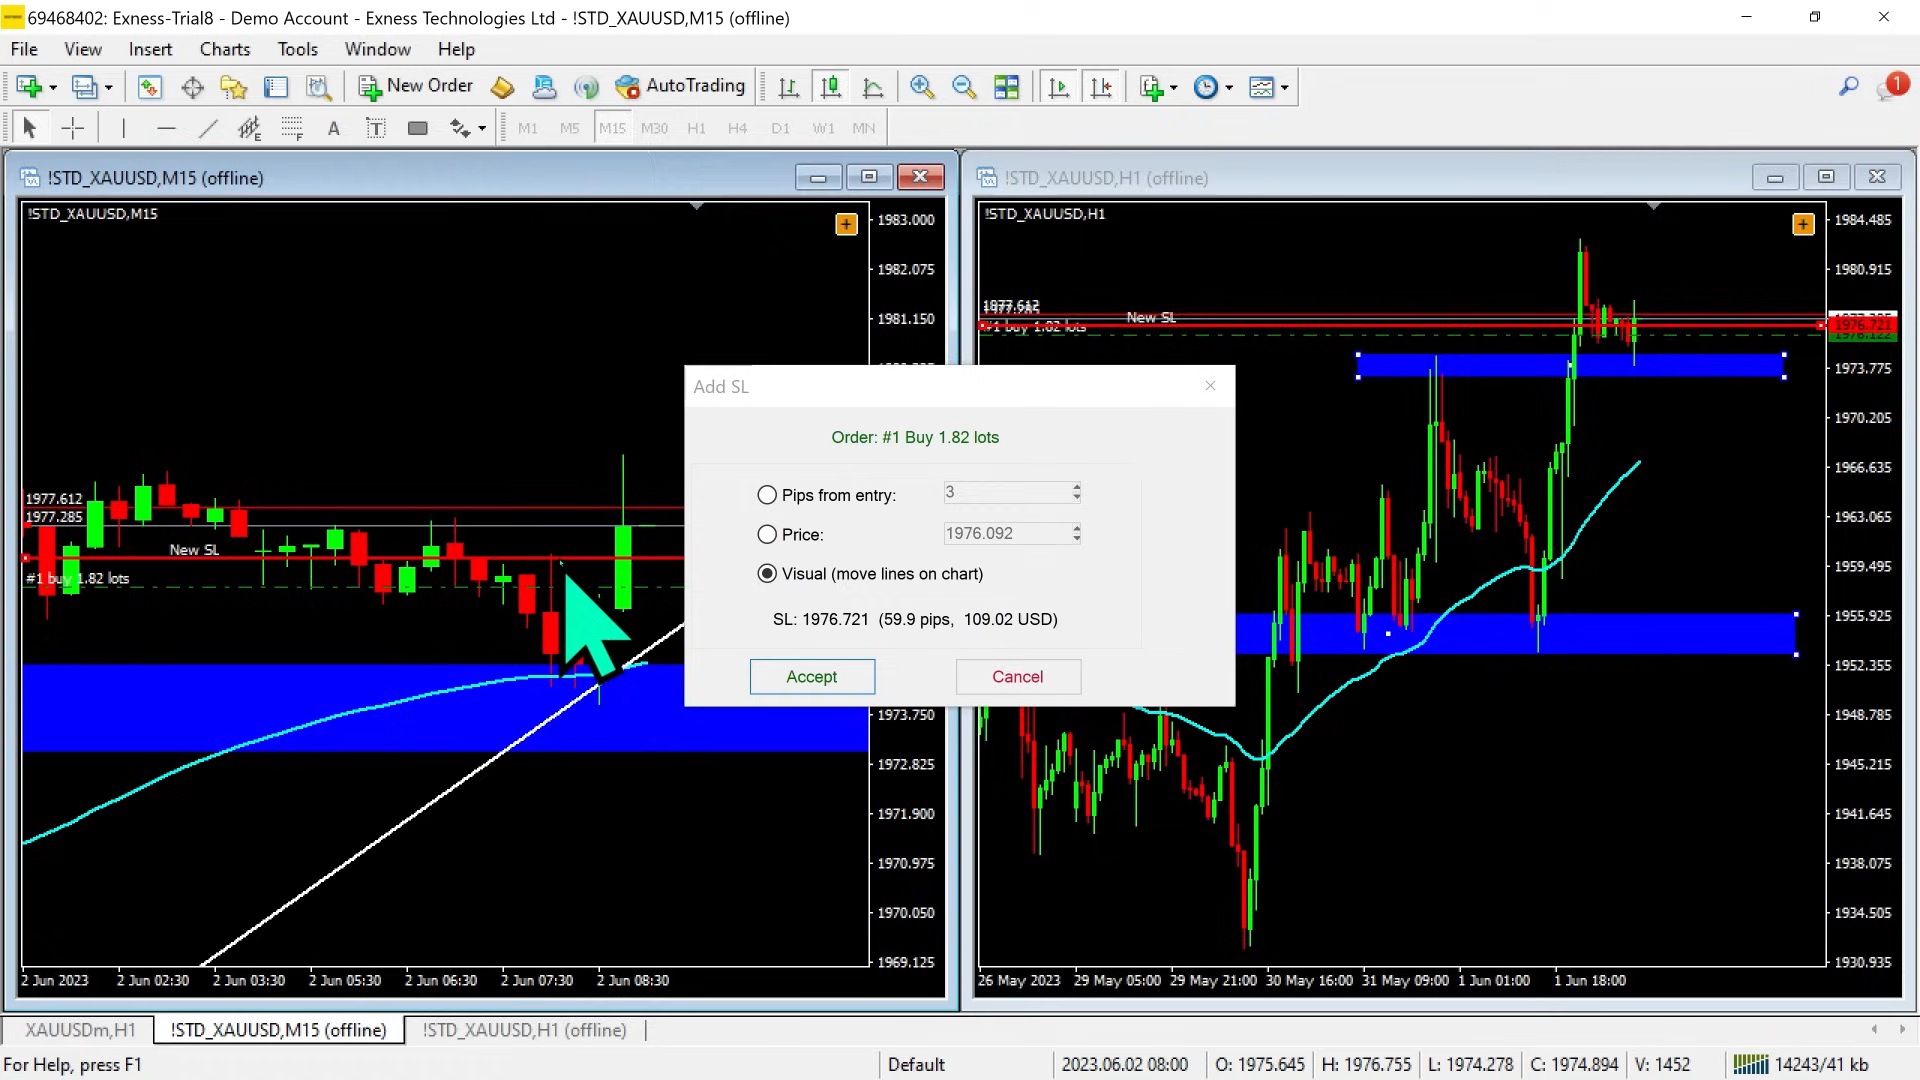 69468402: Exness-Trial8 - Demo Account - Exness Technologies Ltd - !STD_XAUUSD,M15 (offline)
File View Insert Charts Tools Window Help
New Order AutoTrading 1
A T M1 M5 M15 M30 H1 H4 D1 W1 MN
!STD_XAUUSD,M15 (offline)
!STD_XAUUSD,M15
1983.000
1982.075
1981.150
1977.612
1977.285
New SL
#1 buy 1.82 lots
1973.750
1972.825
1971.900
1970.975
1970.050
1969.125
2 Jun 2023 2 Jun 02:30 2 Jun 03:30 2 Jun 05:30 2 Jun 06:30 2 Jun 07:30 2 Jun 08:30
Add SL
Order: #1 Buy 1.82 lots
Pips from entry: 3
Price: 1976.092
Visual (move lines on chart)
SL: 1976.721 (59.9 pips, 109.02 USD)
Accept Cancel
!STD_XAUUSD,H1 (offline)
!STD_XAUUSD,H1
1984.485
1980.915
1977.612
New SL
#1 buy 1.82 lots
1976.721
1973.775
1970.205
1966.635
1963.065
1959.495
1955.925
1952.355
1948.785
1945.215
1941.645
1938.075
1934.505
1930.935
26 May 2023 29 May 05:00 29 May 21:00 30 May 16:00 31 May 09:00 1 Jun 01:00 1 Jun 18:00
XAUUSDm,H1 !STD_XAUUSD,M15 (offline) !STD_XAUUSD,H1 (offline)
For Help, press F1 Default 2023.06.02 08:00 O: 1975.645 H: 1976.755 L: 1974.278 C: 1974.894 V: 1452 14243/41 kb